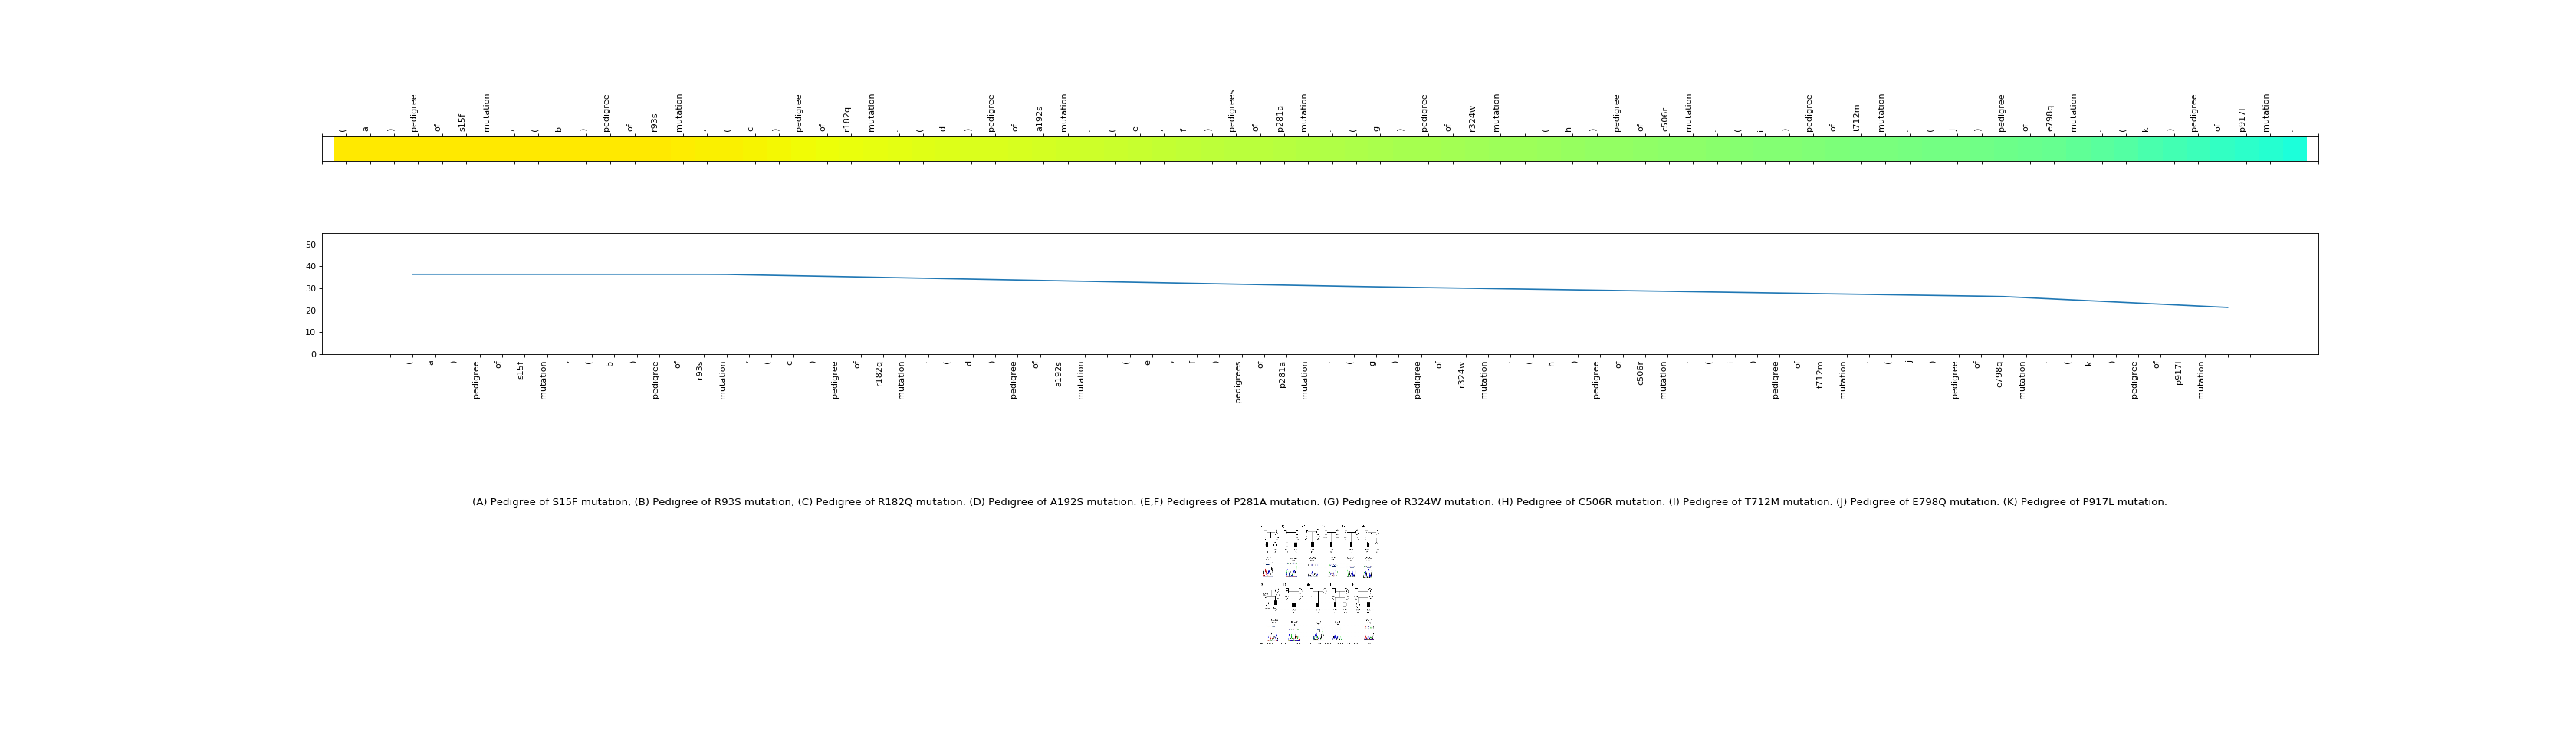 ( a ) pedigree of s15f mutation , ( b ) pedigree of r93s mutation , ( c ) pedigree of r182q mutation . ( d ) pedigree of a192s mutation . ( e , f ) pedigrees of p281a mutation . ( g ) pedigree of r324w mutation . ( h ) pedigree of c506r mutation . ( i ) pedigree of t712m mutation . ( j ) pedigree of e798q mutation . ( k ) pedigree of p917l mutation .
50
40
30
20
10
0
( a ) pedigree of s15f mutation , ( b ) pedigree of r93s mutation , ( c ) pedigree of r182q mutation . ( d ) pedigree of a192s mutation . ( e , f ) pedigrees of p281a mutation . ( g ) pedigree of r324w mutation . ( h ) pedigree of c506r mutation . ( i ) pedigree of t712m mutation . ( j ) pedigree of e798q mutation . ( k ) pedigree of p917l mutation .
(A) Pedigree of S15F mutation, (B) Pedigree of R93S mutation, (C) Pedigree of R182Q mutation. (D) Pedigree of A192S mutation. (E,F) Pedigrees of P281A mutation. (G) Pedigree of R324W mutation. (H) Pedigree of C506R mutation. (I) Pedigree of T712M mutation. (J) Pedigree of E798Q mutation. (K) Pedigree of P917L mutation.